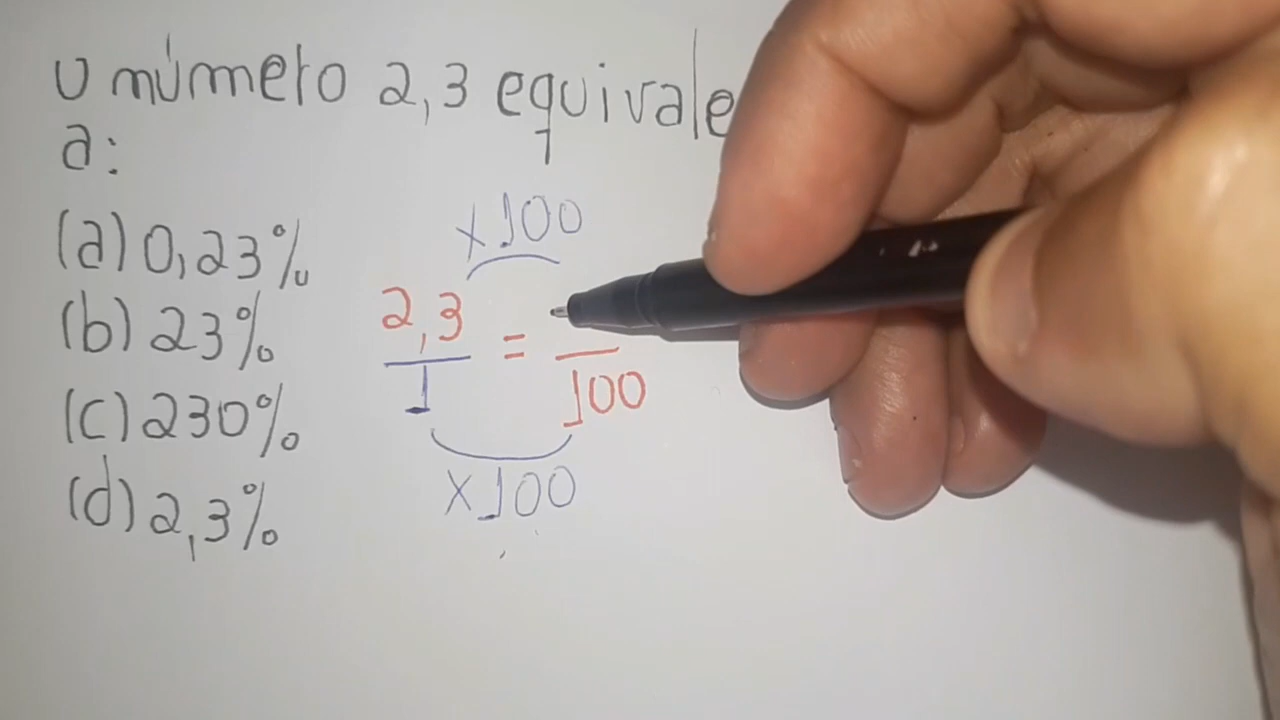 O número 2,3 equivale
a:
(a) 0,23%
(b) 23%
(c) 230%
(d) 2,3%
x100
2,3
1
=
100
x100